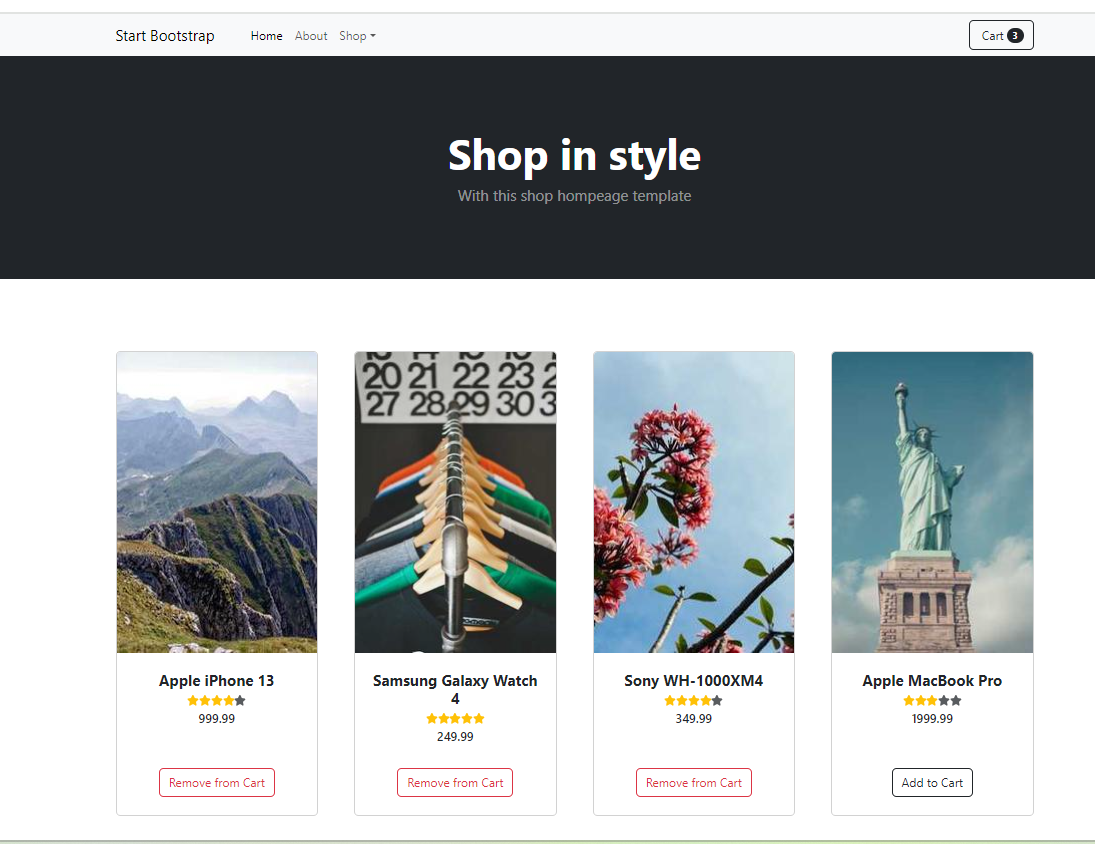 Start Bootstrap Home About Shop Cart 3
Shop in style
With this shop hompeage template
20 21 22 23 2
27 28 29 30 3
Apple iPhone 13
999.99
Remove from Cart
Samsung Galaxy Watch
4
249.99
Remove from Cart
Sony WH-1000XM4
349.99
Remove from Cart
Apple MacBook Pro
1999.99
Add to Cart